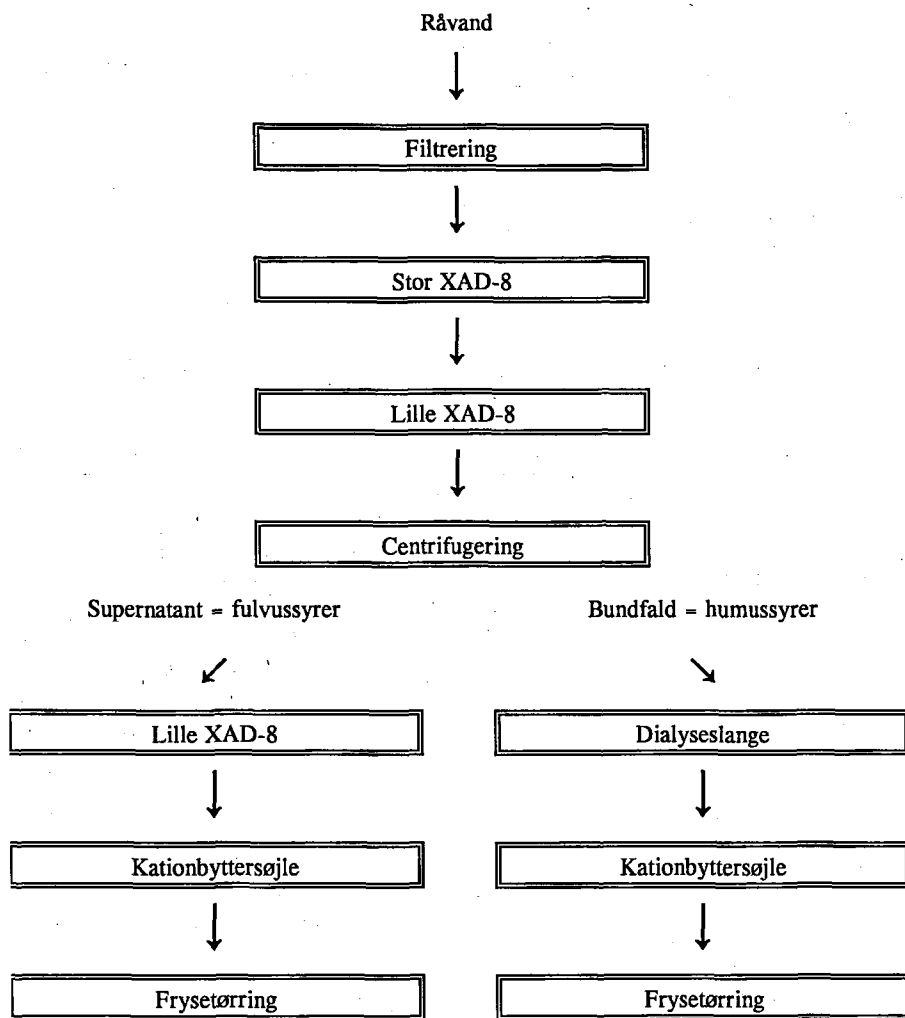 Råvand
Filtrering
Stor XAD-8
Lille XAD-8
Centrifugering
Supernatant = fulvussyrer
Bundfald = humussyrer
Lille XAD-8
Dialyseslange
Kationbyttersøjle
Kationbyttersøjle
Frysetørring
Frysetørring